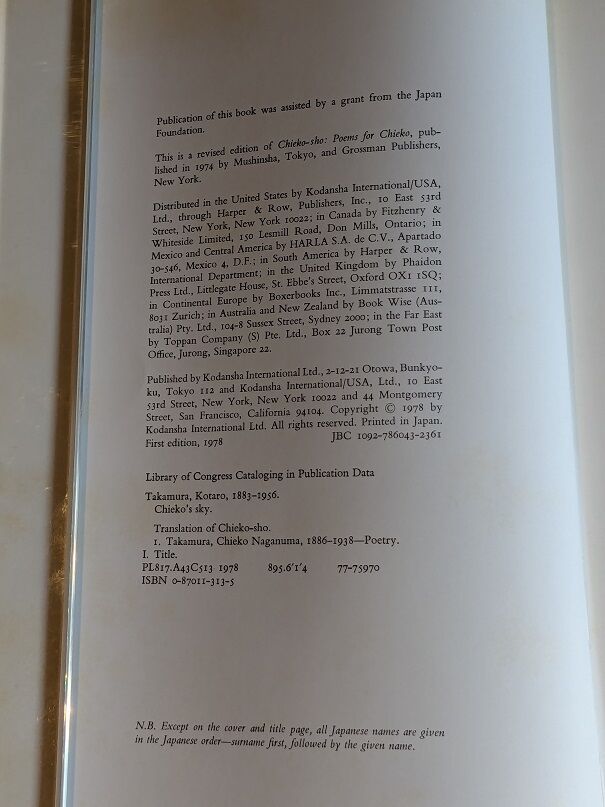 Publication of this book was assisted by a grant from the Japan
Foundation.
This is a revised edition of Chieko-sho: Poems for Chieko, pub-
lished in 1974 by Mushinsha, Tokyo, and Grossman Publishers,
New York.
Distributed in the United States by Kodansha International/USA,
Ltd., through Harper & Row, Publishers, Inc., 10 East 53rd
Street, New York, New York 10022; in Canada by Fitzhenry &
Whiteside Limited, 150 Lesmill Road, Don Mills, Ontario; in
Mexico and Central America by HARLA S.A. de C.V., Apartado
30-546, Mexico 4, D.F.; in South America by Harper & Row,
International Department; in the United Kingdom by Phaidon
Press Ltd., Littlegate House, St. Ebbe's Street, Oxford OX1 1SQ;
in Continental Europe by Boxerbooks Inc., Limmatstrasse 111,
8031 Zurich; in Australia and New Zealand by Book Wise (Aus-
tralia) Pty. Ltd., 104-8 Sussex Street, Sydney 2000; in the Far East
by Toppan Company (S) Pte. Ltd., Box 22 Jurong Town Post
Office, Jurong, Singapore 22.
Published by Kodansha International Ltd., 2-12-21 Otowa, Bunkyo-
ku, Tokyo 112 and Kodansha International/USA, Ltd., 10 East
53rd Street, New York, New York 10022 and 44 Montgomery
Street, San Francisco, California 94104. Copyright © 1978 by
Kodansha International Ltd. All rights reserved. Printed in Japan.
First edition, 1978 JBC 1092-786043-2361
Library of Congress Cataloging in Publication Data
Takamura, Kotaro, 1883-1956.
Chieko's sky.
Translation of Chieko-sho.
1. Takamura, Chieko Naganuma, 1886-1938—Poetry.
I. Title.
PL817.A43C513 1978 895.6'1'4 77-75970
ISBN 0-87011-313-5
N.B. Except on the cover and title page, all Japanese names are given
in the Japanese order—surname first, followed by the given name.